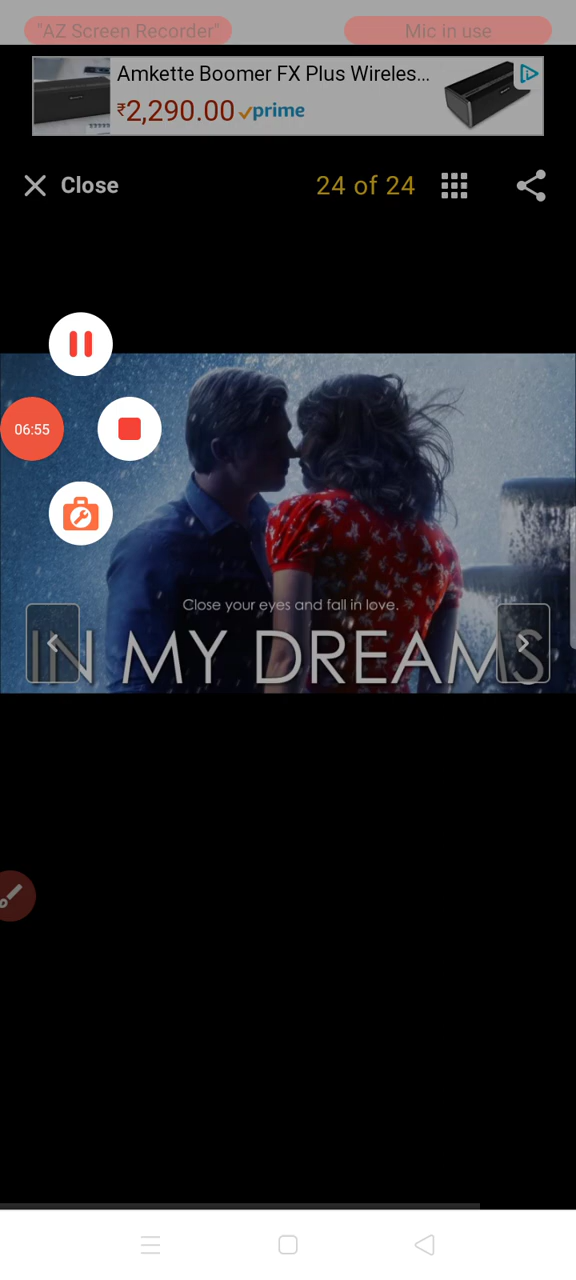 "AZ Screen Recorder"
Mic in use
Amkette Boomer FX Plus Wireles...
₹2,290.00 prime
Close
24 of 24
06:55
Close your eyes and fall in love.
IN MY DREAMS